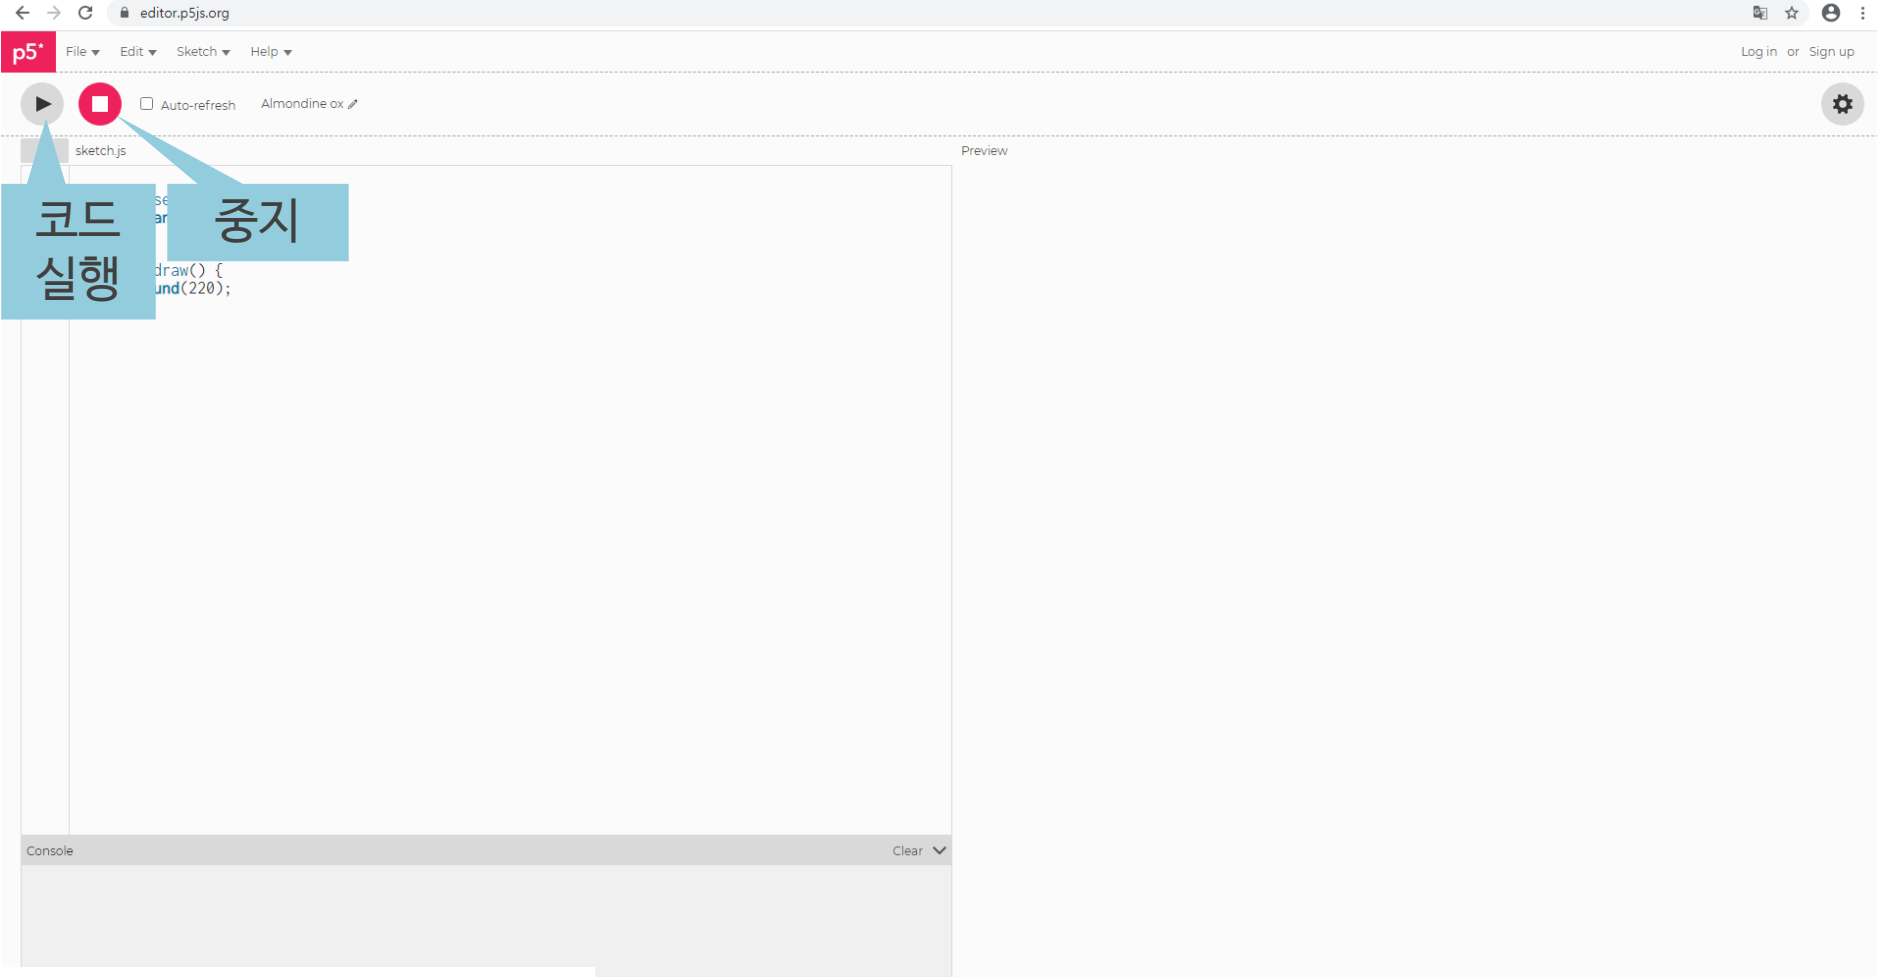 editor.p5js.org
p5* File Edit Sketch Help Log in or Sign up
Auto-refresh Almondine ox
sketch.js Preview
코드
실행
중지
draw() {
(220);
Console Clear